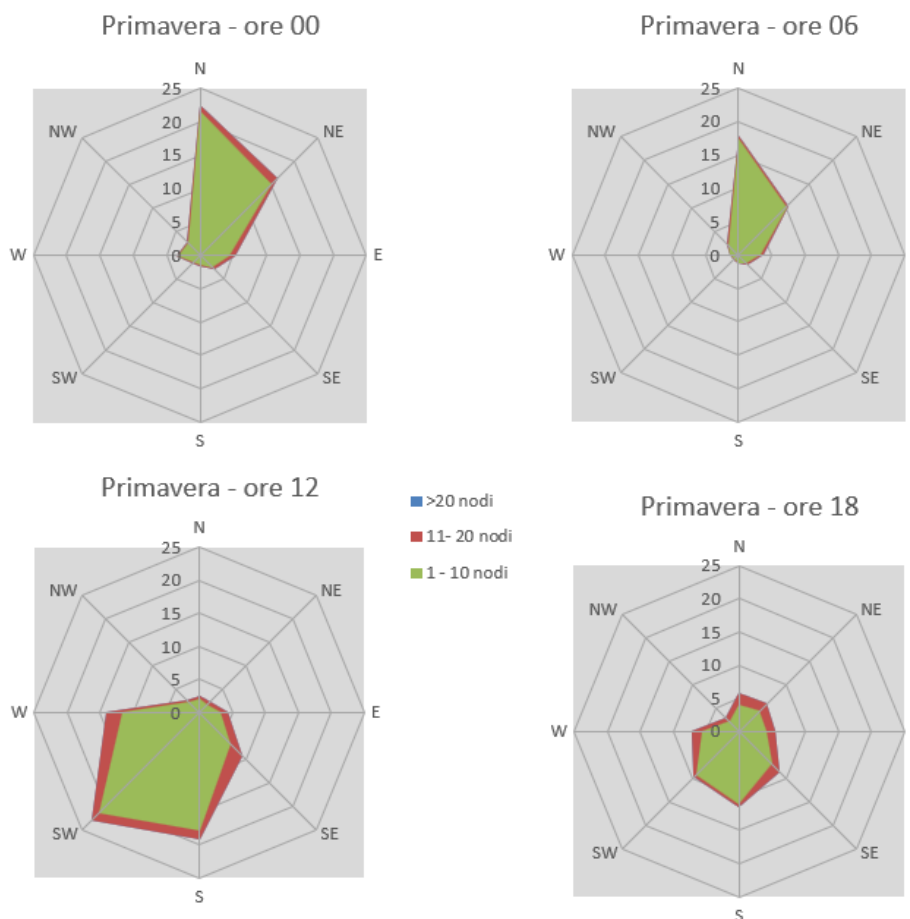 Primavera - ore 00
N
25
NW
20
NE
15
10
5
W
0
E
SW
SE
S
Primavera - ore 06
N
25
NW
20
NE
15
10
5
W
0
SW
SE
S
Primavera - ore 12
N
25
NW
20
NE
15
10
5
W
0
E
SW
SE
S
>20 nodi
11- 20 nodi
1 - 10 nodi
Primavera - ore 18
N
25
NW
20
NE
15
10
5
W
0
SW
SE
S